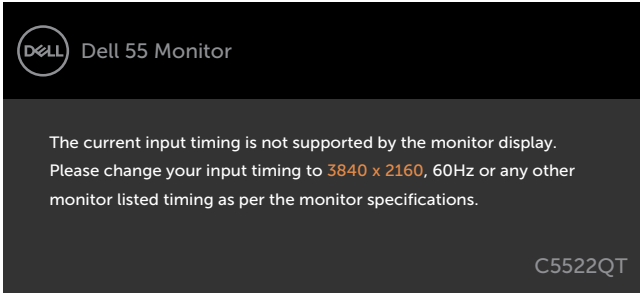 DELL
Dell 55 Monitor
The current input timing is not supported by the monitor display.
Please change your input timing to 3840 x 2160, 60Hz or any other
monitor listed timing as per the monitor specifications.
C5522QT